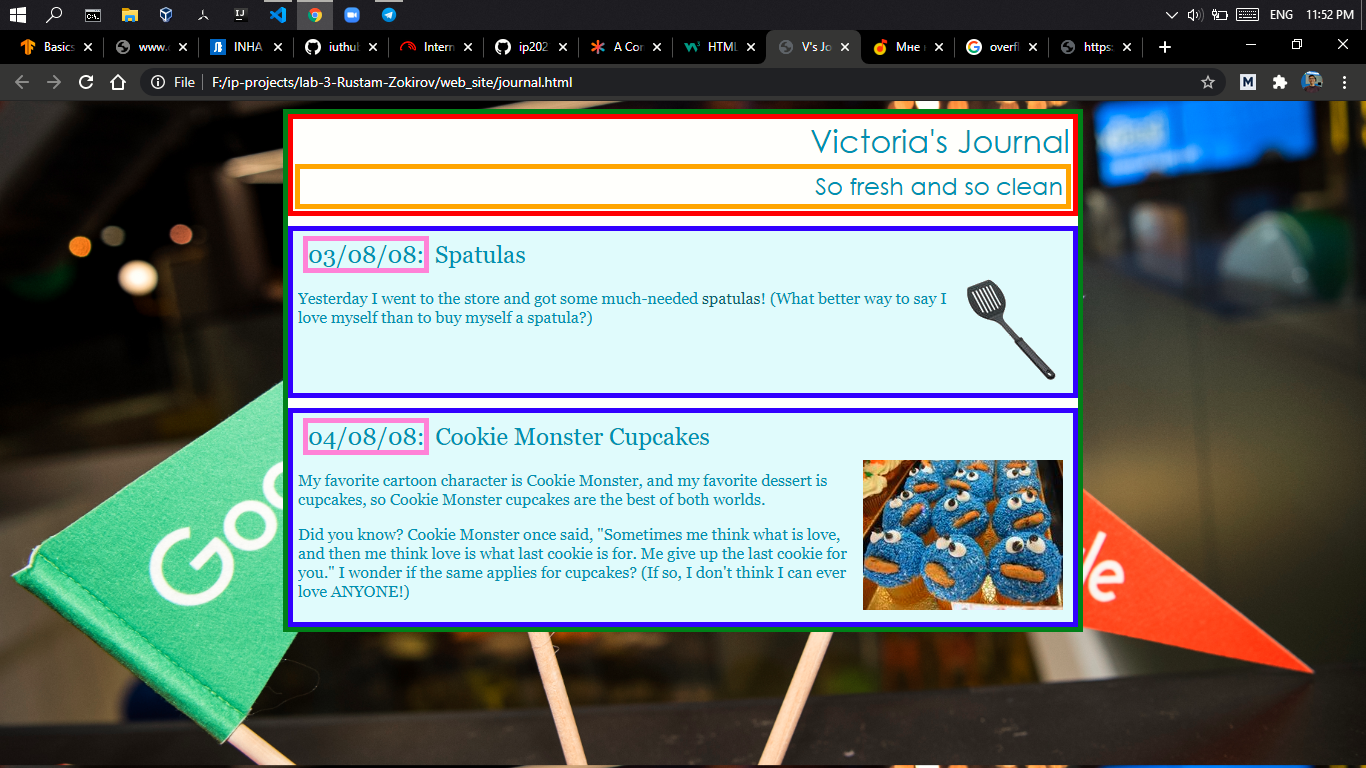 ENG 11:52 PM
Basics
www.
INHA
iuthul
Intern
ip202
A Cor
HTML
V's Jo
Мне
overfl
https:
File F:/ip-projects/lab-3-Rustam-Zokirov/web_site/journal.html
Victoria's Journal
So fresh and so clean
03/08/08: Spatulas
Yesterday I went to the store and got some much-needed spatulas! (What better way to say I
love myself than to buy myself a spatula?)
04/08/08: Cookie Monster Cupcakes
My favorite cartoon character is Cookie Monster, and my favorite dessert is
cupcakes, so Cookie Monster cupcakes are the best of both worlds.
Did you know? Cookie Monster once said, "Sometimes me think what is love,
and then me think love is what last cookie is for. Me give up the last cookie for
you." I wonder if the same applies for cupcakes? (If so, I don't think I can ever
love ANYONE!)
Goo
le